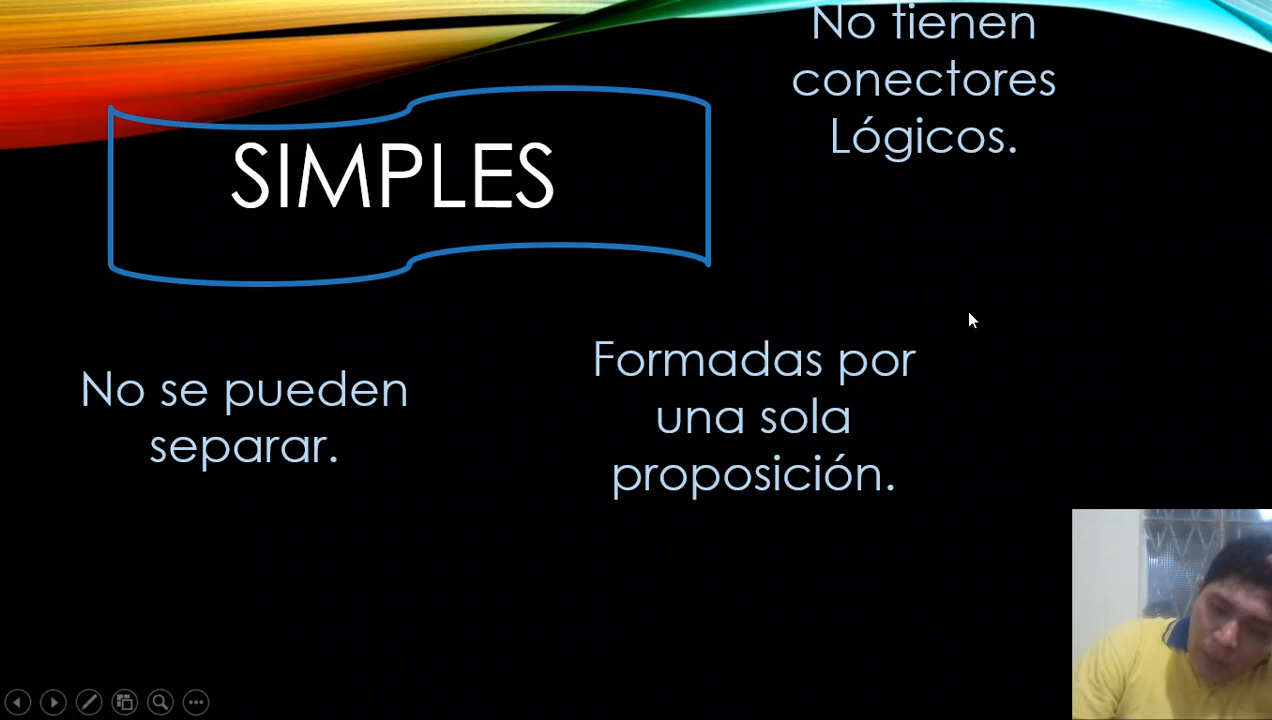 No tienen
conectores
Lógicos.
SIMPLES
No se pueden
separar.
Formadas por
una sola
proposición.